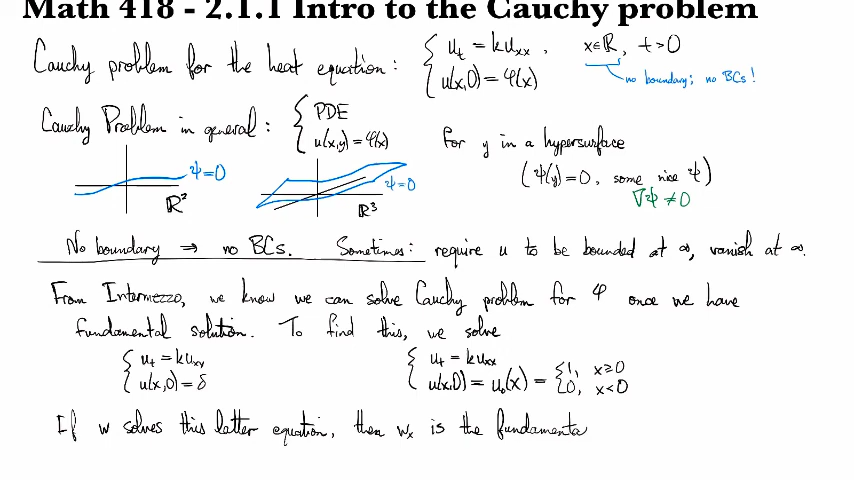 Math 418 - 2.1.1 Intro to the Cauchy problem
Cauchy problem for the heat equation: { u_t = k u_xx , x ∈ ℝ, t > 0
u(x,0) = φ(x)
no boundary; no BCs!
Cauchy Problem in general: { PDE
u(x,y) = φ(x) for y in a hypersurface
(Ψ(y) = 0, some nice Ψ)
∇Ψ ≠ 0
Ψ=0
ℝ²
Ψ=0
ℝ³
No boundary ⇒ no BCs. Sometimes: require u to be bounded at ∞, vanish at ∞.
From Intermezzo, we know we can solve Cauchy problem for φ once we have
fundamental solution. To find this, we solve
{ u_t = k u_xy { u_t = k u_xx
u(x,0) = δ u(x,0) = u_0(x) = { 1, x ≥ 0
0, x < 0
If w solves this latter equation, then w_x is the fundamenta